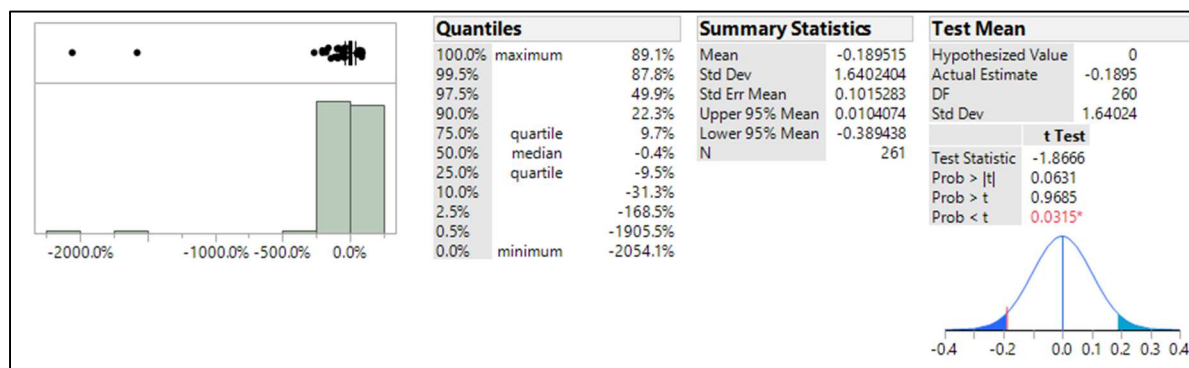 -2000.0% -1000.0% -500.0% 0.0%
Quantiles
100.0% maximum 89.1%
99.5% 87.8%
97.5% 49.9%
90.0% 22.3%
75.0% quartile 9.7%
50.0% median -0.4%
25.0% quartile -9.5%
10.0% -31.3%
2.5% -168.5%
0.5% -1905.5%
0.0% minimum -2054.1%
Summary Statistics
Mean -0.189515
Std Dev 1.6402404
Std Err Mean 0.1015283
Upper 95% Mean 0.0104074
Lower 95% Mean -0.389438
N 261
Test Mean
Hypothesized Value 0
Actual Estimate -0.1895
DF 260
Std Dev 1.64024
t Test
Test Statistic -1.8666
Prob > |t| 0.0631
Prob > t 0.9685
Prob < t 0.0315*
-0.4 -0.2 0.0 0.1 0.2 0.3 0.4